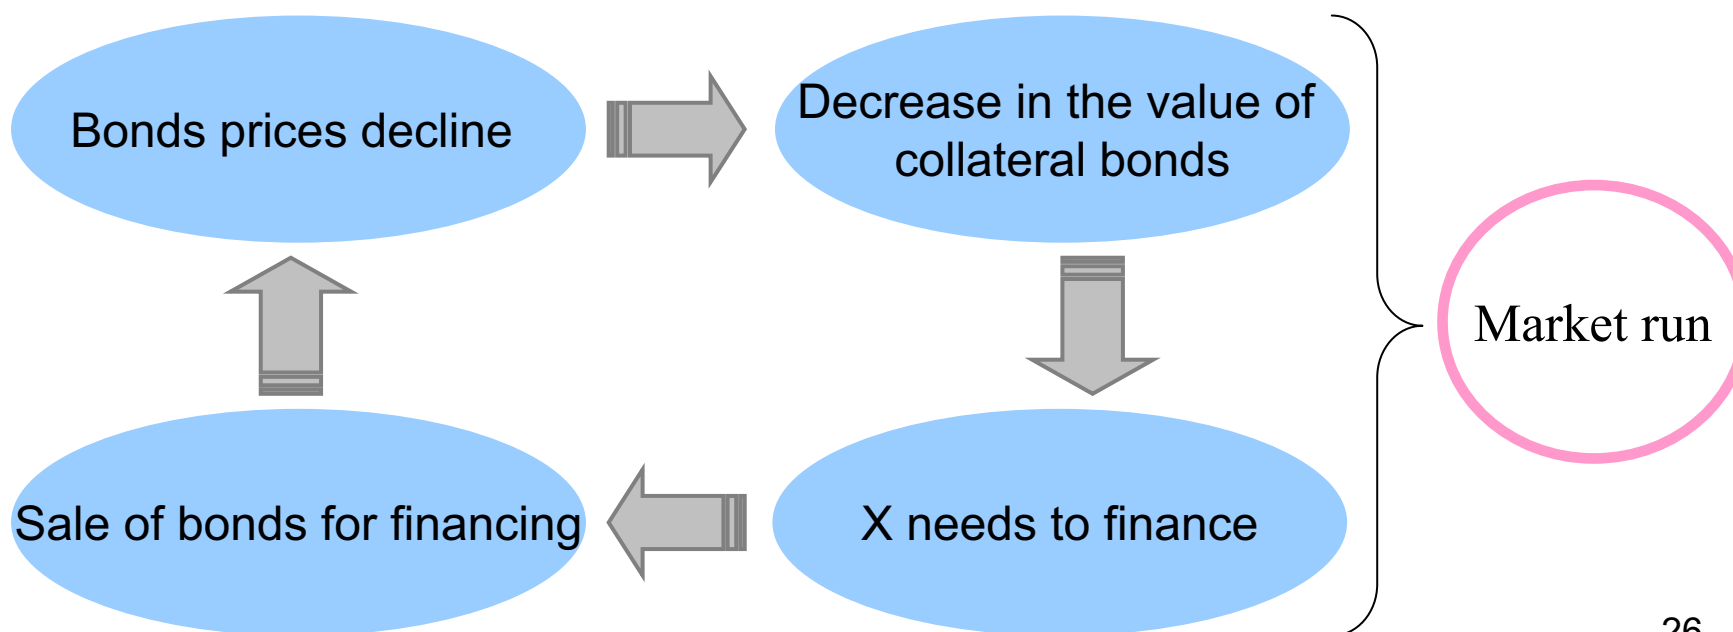 Bonds prices decline
Decrease in the value of
collateral bonds
Market run
Sale of bonds for financing
X needs to finance
26